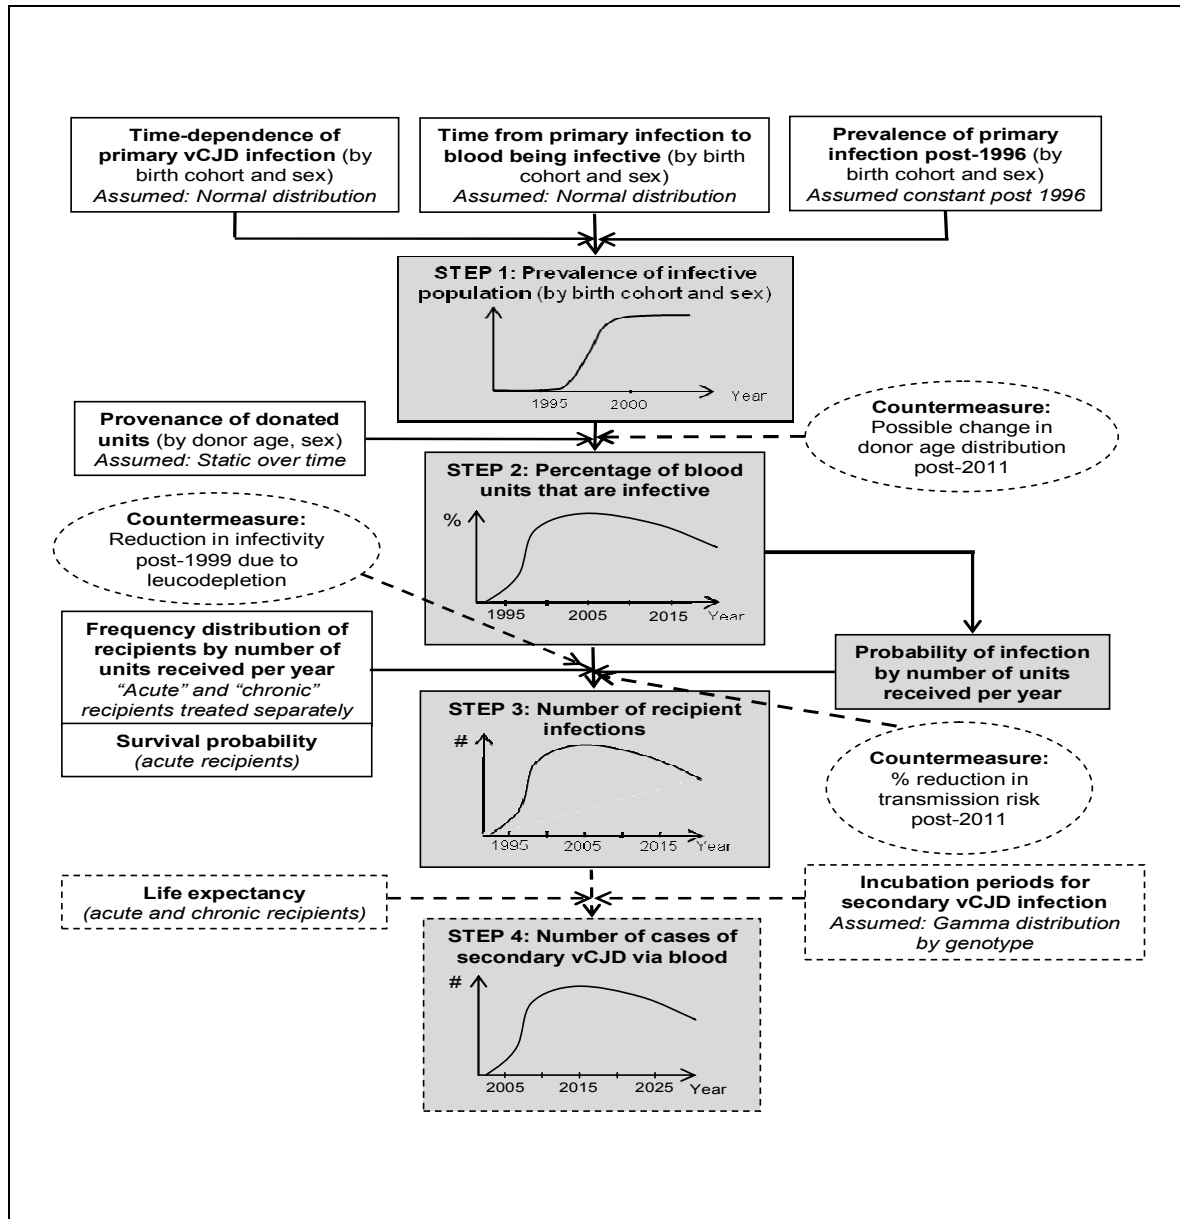 Time-dependence of
primary vCJD infection (by
birth cohort and sex)
Assumed: Normal distribution
Time from primary infection to
blood being infective (by birth
cohort and sex)
Assumed: Normal distribution
Prevalence of primary
infection post-1996 (by
birth cohort and sex)
Assumed constant post 1996
STEP 1: Prevalence of infective
population (by birth cohort and sex)
1995 2000 Year
Provenance of donated
units (by donor age, sex)
Assumed: Static over time
Countermeasure:
Possible change in
donor age distribution
post-2011
STEP 2: Percentage of blood
units that are infective
%
1995 2005 2015 Year
Countermeasure:
Reduction in infectivity
post-1999 due to
leucodepletion
Frequency distribution of
recipients by number of
units received per year
“Acute” and “chronic”
recipients treated separately
Survival probability
(acute recipients)
Probability of infection
by number of units
received per year
STEP 3: Number of recipient
infections
#
1995 2005 2015 Year
Countermeasure:
% reduction in
transmission risk
post-2011
Life expectancy
(acute and chronic recipients)
Incubation periods for
secondary vCJD infection
Assumed: Gamma distribution
by genotype
STEP 4: Number of cases of
secondary vCJD via blood
#
2005 2015 2025 Year